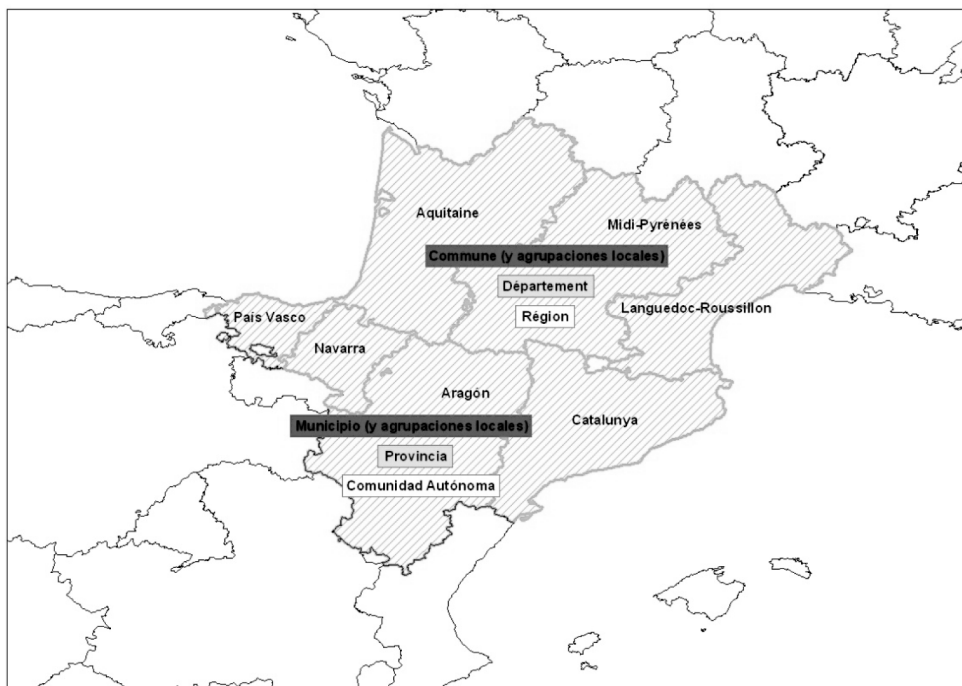 Aquitaine
Midi-Pyrénées
Commune (y agrupaciones locales)
Département
Région
Languedoc-Roussillon
País Vasco
Navarra
Aragón
Catalunya
Municipio (y agrupaciones locales)
Provincia
Comunidad Autónoma